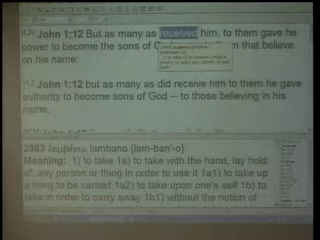 John 1:12 But as many as received him, to them gave he
power to become the sons of G m that believe
on his name:
John 1:12 but as many as did receive him to them he gave
authority to become sons of God -- to those believing in
his name,
2983 lambano {lam-ban'-o}
Meaning: 1) to take 1a) to take with the hand, lay hold
of, any person or thing in order to use it 1a1) to take up
a thing to be carried 1a2) to take upon one's self 1b) to
take in order to carry away 1b1) without the notion of